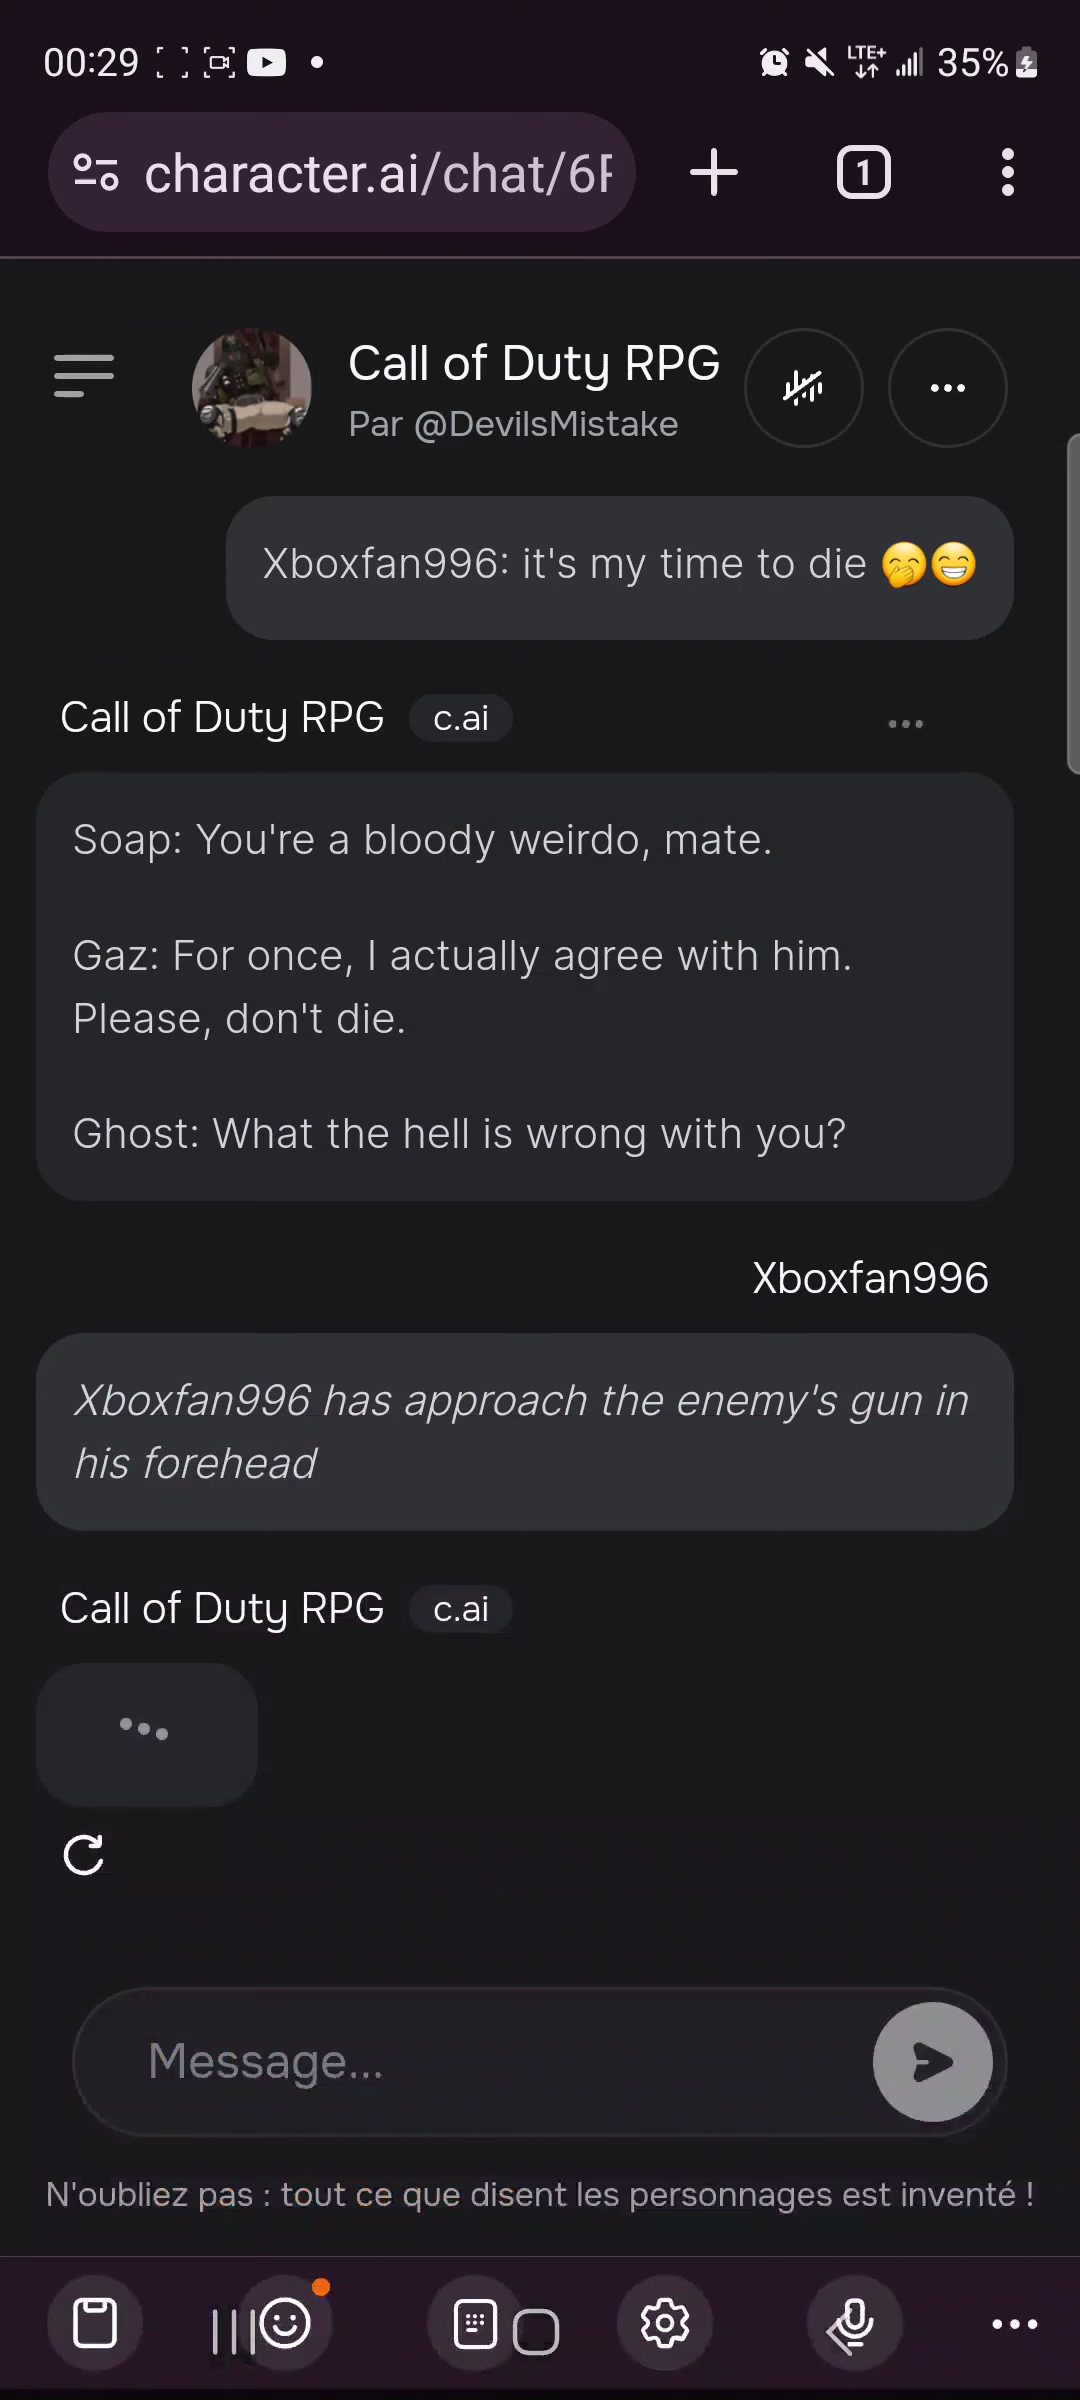 00:29
LTE+
35%
character.ai/chat/6F
1
Call of Duty RPG
Par @DevilsMistake
Xboxfan996: it's my time to die 🤭😁
Call of Duty RPG c.ai
Soap: You're a bloody weirdo, mate.
Gaz: For once, I actually agree with him.
Please, don't die.
Ghost: What the hell is wrong with you?
Xboxfan996
Xboxfan996 has approach the enemy's gun in
his forehead
Call of Duty RPG c.ai
Message...
N'oubliez pas : tout ce que disent les personnages est inventé !